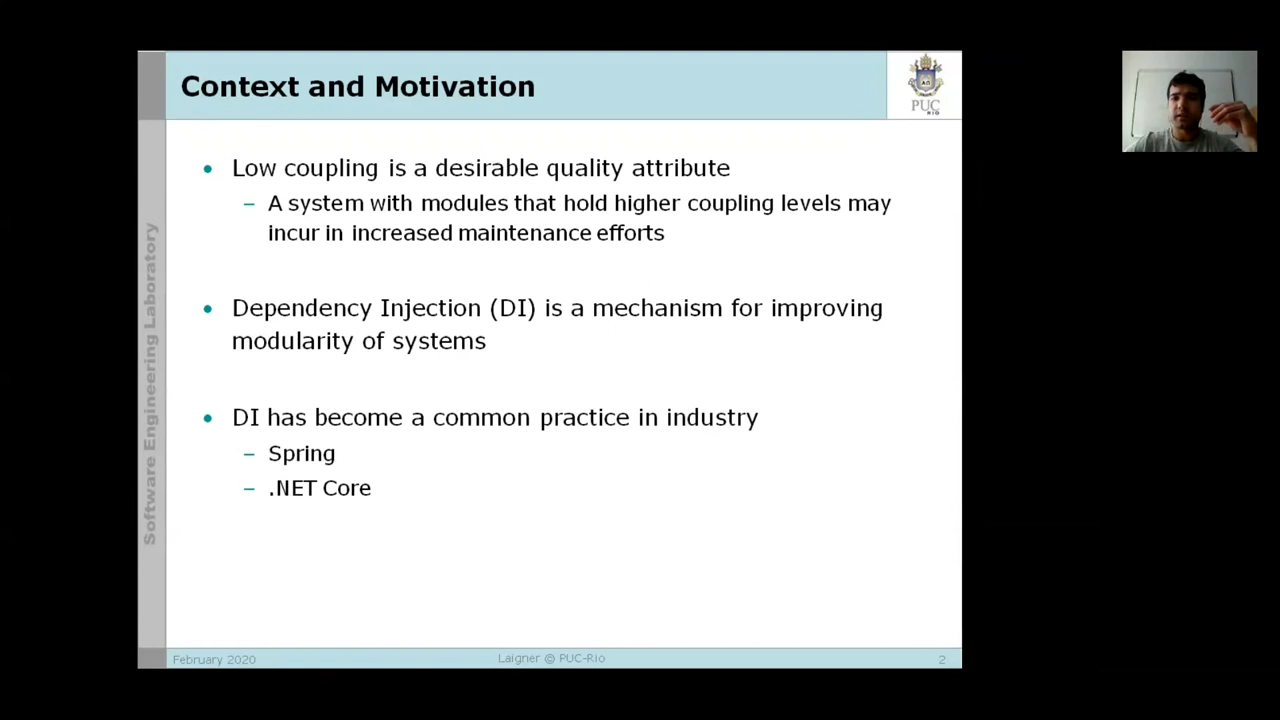 Context and Motivation
PUC
RIO
Software Engineering Laboratory
• Low coupling is a desirable quality attribute
– A system with modules that hold higher coupling levels may
incur in increased maintenance efforts
• Dependency Injection (DI) is a mechanism for improving
modularity of systems
• DI has become a common practice in industry
– Spring
– .NET Core
February 2020
Laigner @ PUC-Rio
2